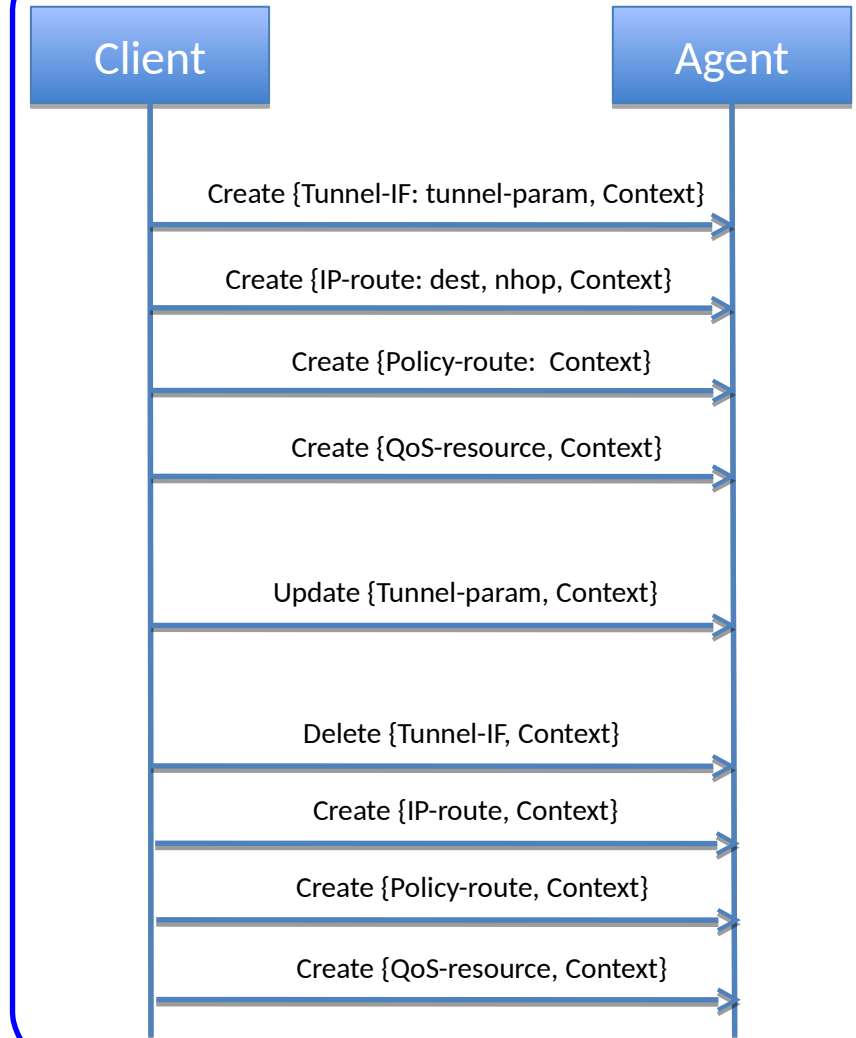 Client
Agent
Create {Tunnel-IF: tunnel-param, Context}
Create {IP-route: dest, nhop, Context}
Create {Policy-route:  Context}
Create {QoS-resource, Context}
Update {Tunnel-param, Context}
Delete {Tunnel-IF, Context}
Create {IP-route, Context}
Create {Policy-route, Context}
Create {QoS-resource, Context}